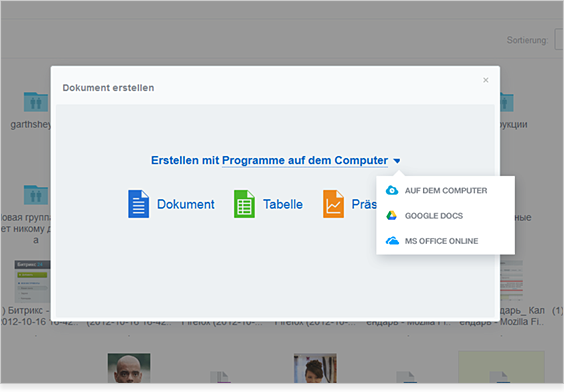 Sortierung:
Dokument erstellen
×
garthshey
рукции
Erstellen mit Programme auf dem Computer
AUF DEM COMPUTER
Dokument
Tabelle
Präs
GOOGLE DOCS
MS OFFICE ONLINE
овая группа
ет никому д
а
ные
) Битрикс -
ндарь_ Кал
(1)
2012-10-16 16-42..
(2012-10-16 16-42..
Firefox (2012-10-..
Firefox (2012-10-..
ендарь - Mozilla Fi..
ендарь - Mozilla Fi..